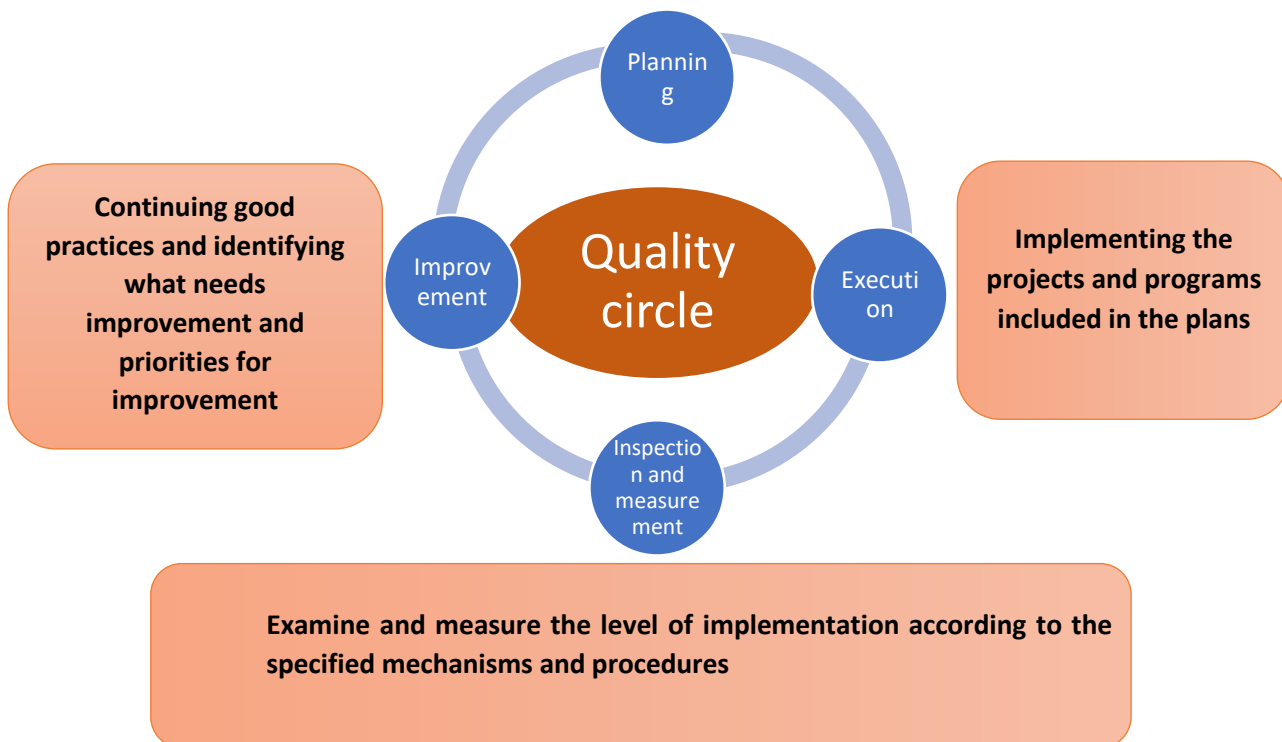 Plannin
g
Continuing good
practices and identifying
what needs
improvement and
priorities for
improvement
Improv
ement
Quality
circle
Executi
on
Implementing the
projects and programs
included in the plans
Inspectio
n and
measure
ment
Examine and measure the level of implementation according to the
specified mechanisms and procedures